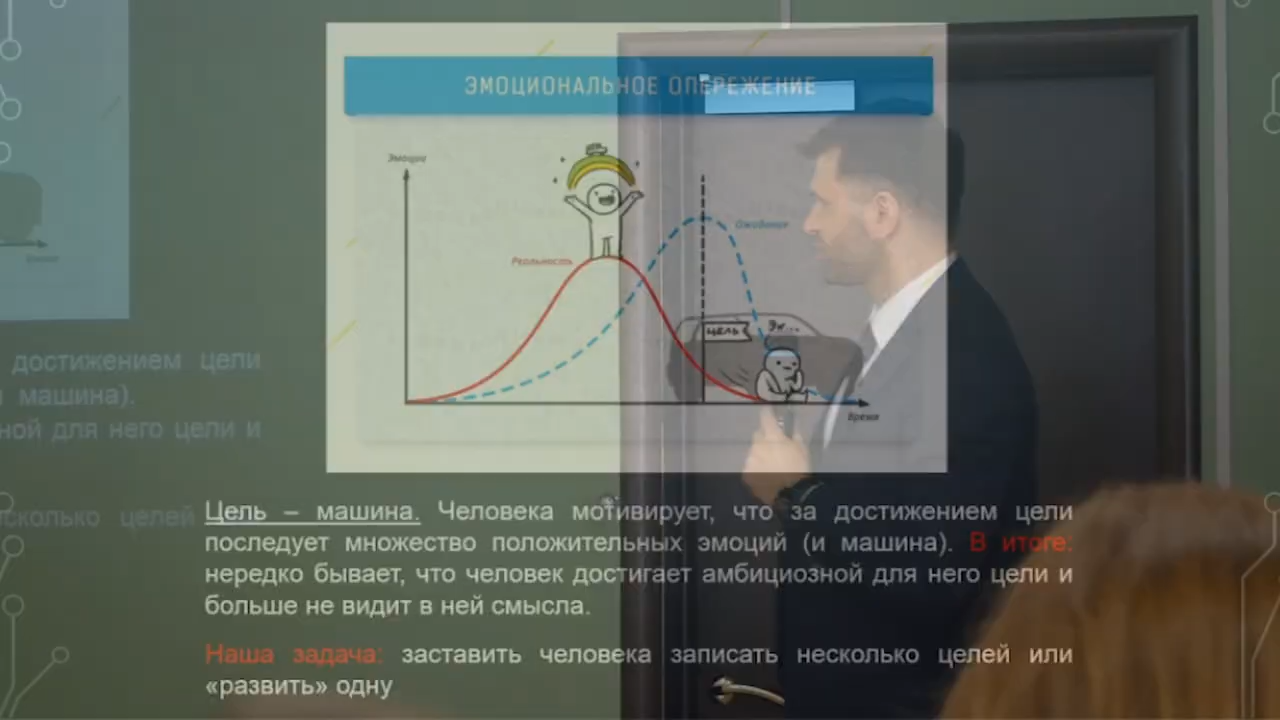 ЭМОЦИОНАЛЬНОЕ ОПЕРЕЖЕНИЕ
Эмоции
Реальность
Ожидание
ЦЕЛЬ
Эх...
Время
достижением цели
машина).
ной для него цели и
сколько целей
Цель – машина. Человека мотивирует, что за достижением цели
последует множество положительных эмоций (и машина). В итоге:
нередко бывает, что человек достигает амбициозной для него цели и
больше не видит в ней смысла.
Наша задача: заставить человека записать несколько целей или
«развить» одну